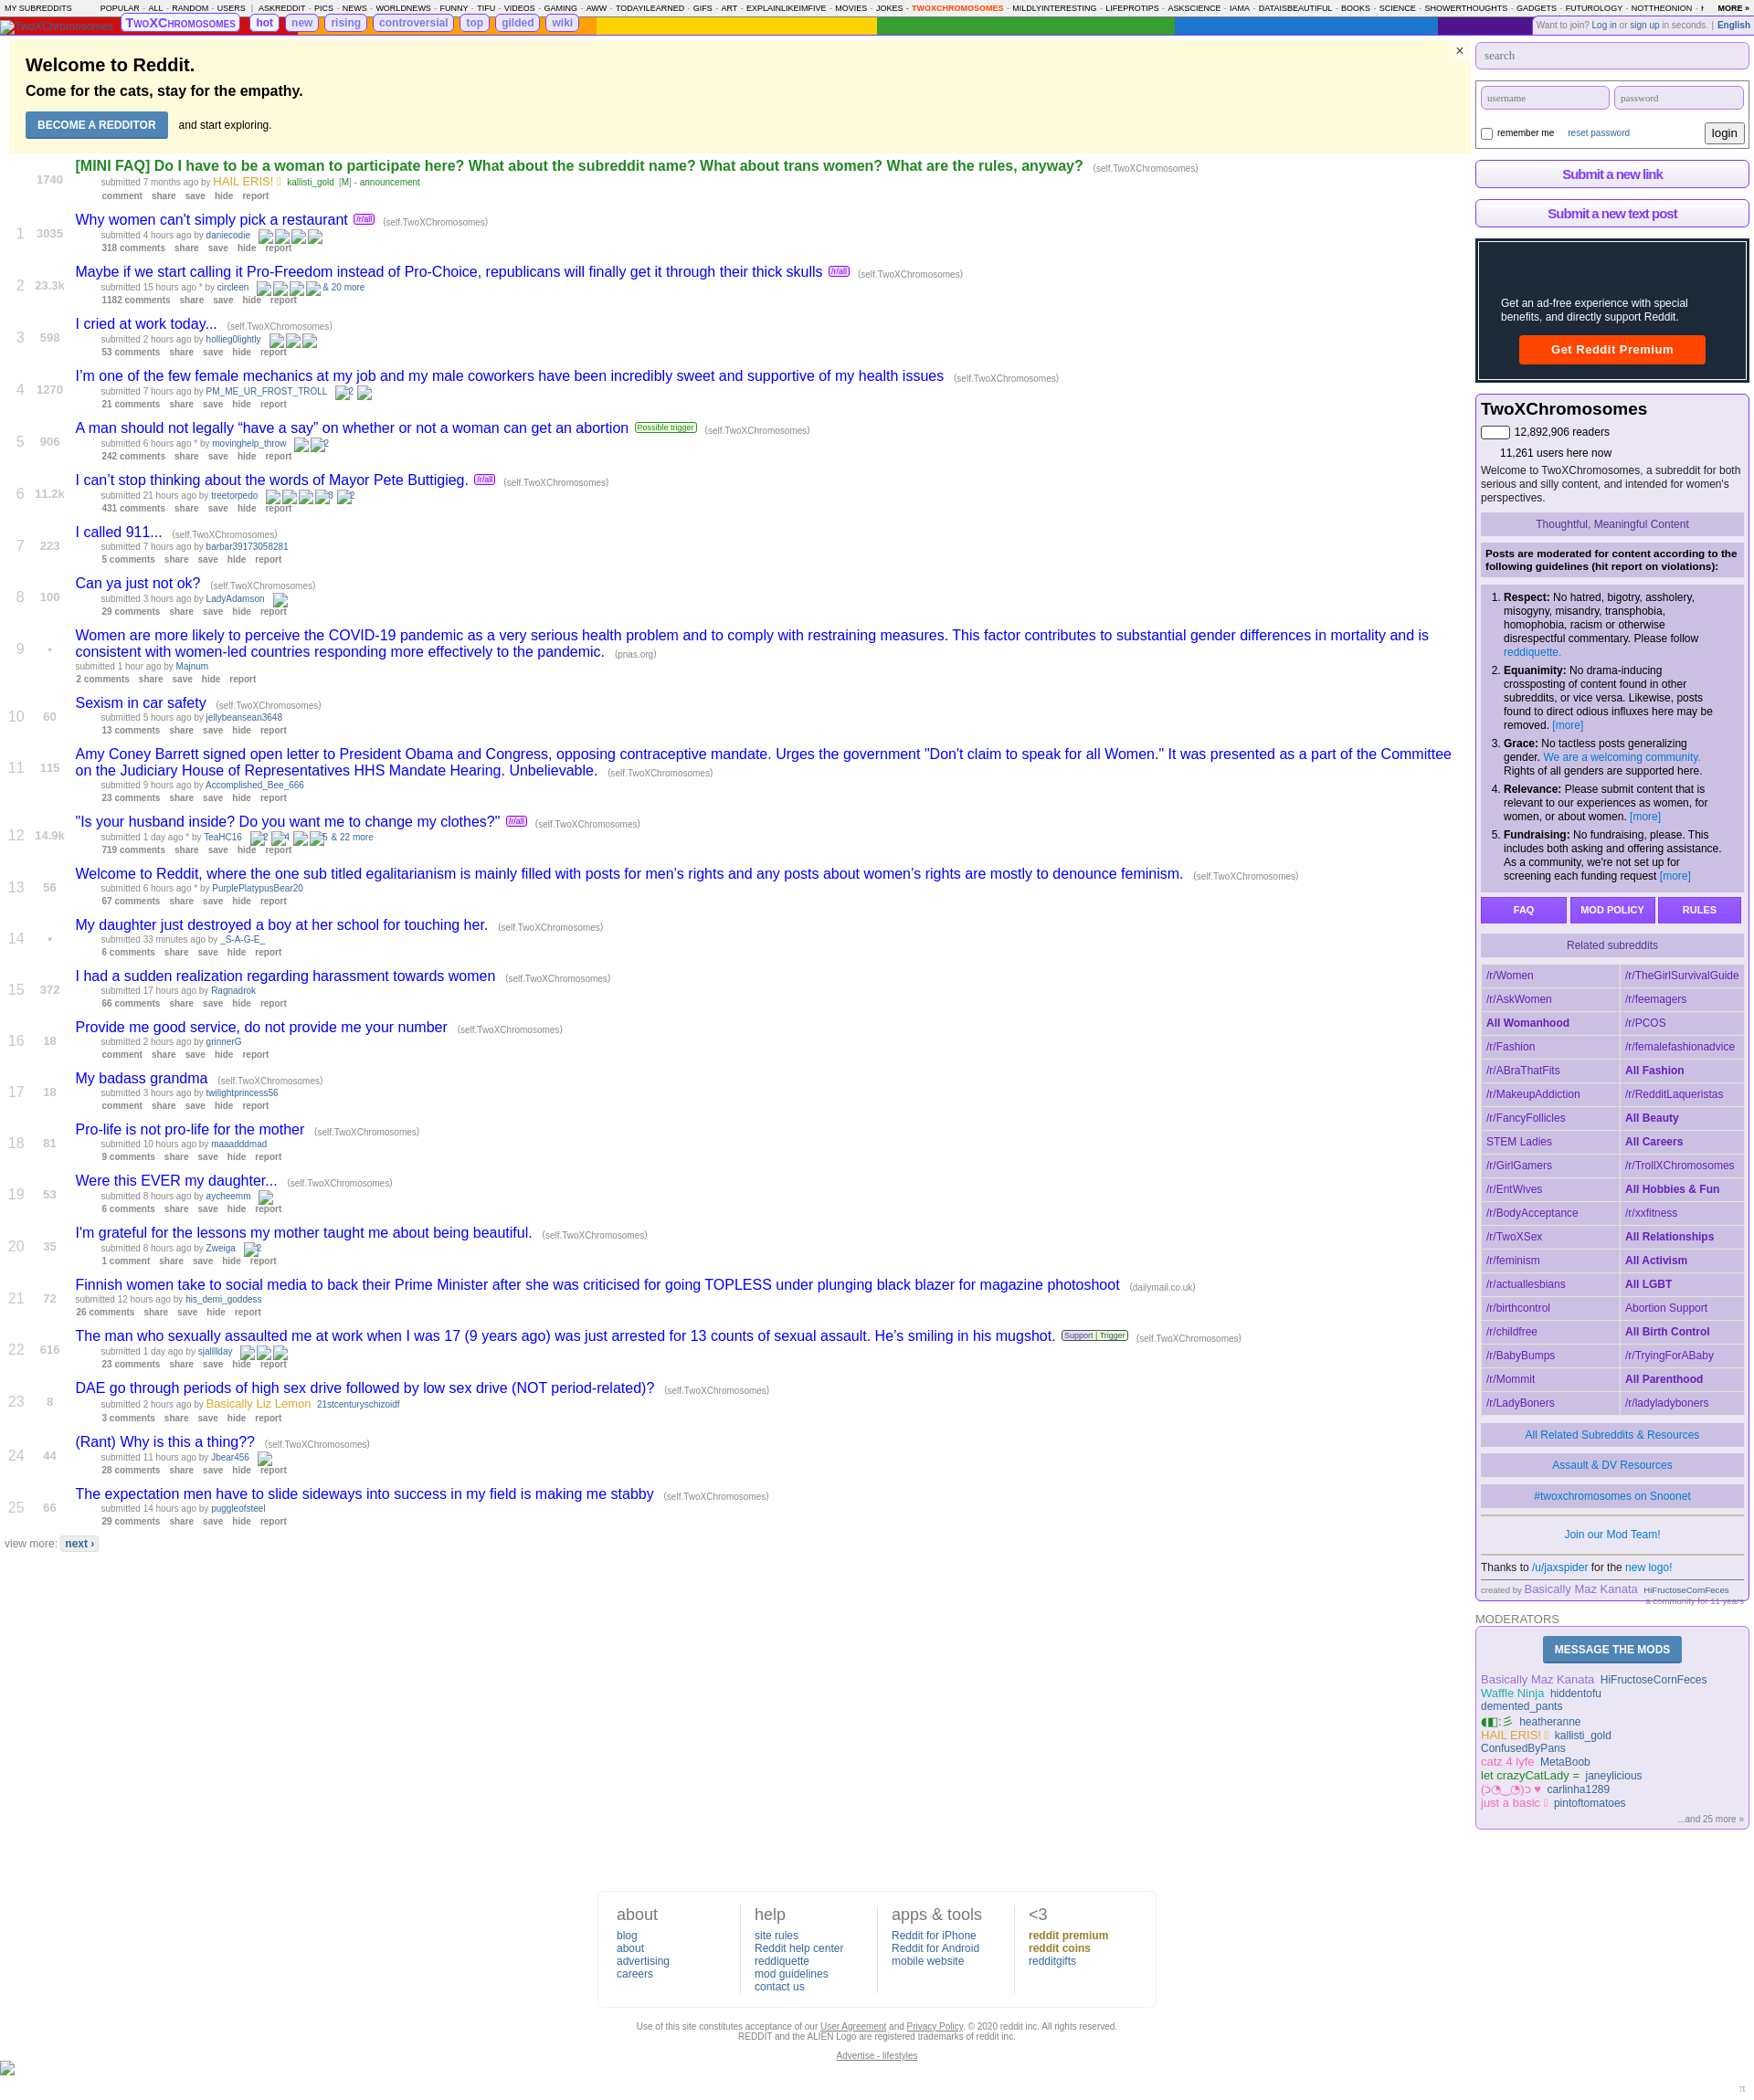 MY SUBREDDITS POPULAR - ALL - RANDOM - USERS | ASKREDDIT - PICS - NEWS - WORLDNEWS - FUNNY - TIFU - VIDEOS - GAMING - AWW - TODAYILEARNED - GIFS - ART - EXPLAINLIKEIMFIVE - MOVIES - JOKES - TWOXCHROMOSOMES - MILDLYINTERESTING - LIFEPROTIPS - ASKSCIENCE - IAMA - DATAISBEAUTIFUL - BOOKS - SCIENCE - SHOWERTHOUGHTS - GADGETS - FUTUROLOGY - NOTTHEONION - MORE »
TwoXChromosomes TwoXChromosomes hot new rising controversial top gilded wiki
Want to join? Log in or sign up in seconds. | English
Welcome to Reddit.
Come for the cats, stay for the empathy.
BECOME A REDDITOR and start exploring.
×
1740
[MINI FAQ] Do I have to be a woman to participate here? What about the subreddit name? What about trans women? What are the rules, anyway? (self.TwoXChromosomes)
submitted 7 months ago by HAIL ERIS! kallisti_gold [M] - announcement
comment share save hide report
1 3035
Why women can't simply pick a restaurant /r/all (self.TwoXChromosomes)
submitted 4 hours ago by daniecodie
318 comments share save hide report
2 23.3k
Maybe if we start calling it Pro-Freedom instead of Pro-Choice, republicans will finally get it through their thick skulls /r/all (self.TwoXChromosomes)
submitted 15 hours ago * by circleen & 20 more
1182 comments share save hide report
3 598
I cried at work today... (self.TwoXChromosomes)
submitted 2 hours ago by hollieg0lightly
53 comments share save hide report
4 1270
I’m one of the few female mechanics at my job and my male coworkers have been incredibly sweet and supportive of my health issues (self.TwoXChromosomes)
submitted 7 hours ago by PM_ME_UR_FROST_TROLL 2
21 comments share save hide report
5 906
A man should not legally “have a say” on whether or not a woman can get an abortion Possible trigger (self.TwoXChromosomes)
submitted 6 hours ago * by movinghelp_throw 2
242 comments share save hide report
6 11.2k
I can’t stop thinking about the words of Mayor Pete Buttigieg. /r/all (self.TwoXChromosomes)
submitted 21 hours ago by treetorpedo 3 2
431 comments share save hide report
7 223
I called 911... (self.TwoXChromosomes)
submitted 7 hours ago by barbar39173058281
5 comments share save hide report
8 100
Can ya just not ok? (self.TwoXChromosomes)
submitted 3 hours ago by LadyAdamson
29 comments share save hide report
9 •
Women are more likely to perceive the COVID-19 pandemic as a very serious health problem and to comply with restraining measures. This factor contributes to substantial gender differences in mortality and is
consistent with women-led countries responding more effectively to the pandemic. (pnas.org)
submitted 1 hour ago by Majnum
2 comments share save hide report
10 60
Sexism in car safety (self.TwoXChromosomes)
submitted 5 hours ago by jellybeansean3648
13 comments share save hide report
11 115
Amy Coney Barrett signed open letter to President Obama and Congress, opposing contraceptive mandate. Urges the government "Don't claim to speak for all Women." It was presented as a part of the Committee
on the Judiciary House of Representatives HHS Mandate Hearing. Unbelievable. (self.TwoXChromosomes)
submitted 9 hours ago by Accomplished_Bee_666
23 comments share save hide report
12 14.9k
"Is your husband inside? Do you want me to change my clothes?" /r/all (self.TwoXChromosomes)
submitted 1 day ago * by TeaHC16 2 4 5 & 22 more
719 comments share save hide report
13 56
Welcome to Reddit, where the one sub titled egalitarianism is mainly filled with posts for men’s rights and any posts about women’s rights are mostly to denounce feminism. (self.TwoXChromosomes)
submitted 6 hours ago * by PurplePlatypusBear20
67 comments share save hide report
14 •
My daughter just destroyed a boy at her school for touching her. (self.TwoXChromosomes)
submitted 33 minutes ago by _S-A-G-E_
6 comments share save hide report
15 372
I had a sudden realization regarding harassment towards women (self.TwoXChromosomes)
submitted 17 hours ago by Ragnadrok
66 comments share save hide report
16 18
Provide me good service, do not provide me your number (self.TwoXChromosomes)
submitted 2 hours ago by grinnerG
comment share save hide report
17 18
My badass grandma (self.TwoXChromosomes)
submitted 3 hours ago by twilightprincess56
comment share save hide report
18 81
Pro-life is not pro-life for the mother (self.TwoXChromosomes)
submitted 10 hours ago by maaadddmad
9 comments share save hide report
19 53
Were this EVER my daughter... (self.TwoXChromosomes)
submitted 8 hours ago by aycheemm
6 comments share save hide report
20 35
I'm grateful for the lessons my mother taught me about being beautiful. (self.TwoXChromosomes)
submitted 8 hours ago by Zweiga 2
1 comment share save hide report
21 72
Finnish women take to social media to back their Prime Minister after she was criticised for going TOPLESS under plunging black blazer for magazine photoshoot (dailymail.co.uk)
submitted 12 hours ago by his_demi_goddess
26 comments share save hide report
22 616
The man who sexually assaulted me at work when I was 17 (9 years ago) was just arrested for 13 counts of sexual assault. He’s smiling in his mugshot. Support | Trigger (self.TwoXChromosomes)
submitted 1 day ago by sjallllday
23 comments share save hide report
23 8
DAE go through periods of high sex drive followed by low sex drive (NOT period-related)? (self.TwoXChromosomes)
submitted 2 hours ago by Basically Liz Lemon 21stcenturyschizoidf
3 comments share save hide report
24 44
(Rant) Why is this a thing?? (self.TwoXChromosomes)
submitted 11 hours ago by Jbear456
28 comments share save hide report
25 66
The expectation men have to slide sideways into success in my field is making me stabby (self.TwoXChromosomes)
submitted 14 hours ago by puggleofsteel
29 comments share save hide report
view more: next ›
search
username password
remember me reset password login
Submit a new link
Submit a new text post
Get an ad-free experience with special
benefits, and directly support Reddit.
Get Reddit Premium
TwoXChromosomes
12,892,906 readers
11,261 users here now
Welcome to TwoXChromosomes, a subreddit for both
serious and silly content, and intended for women's
perspectives.
Thoughtful, Meaningful Content
Posts are moderated for content according to the
following guidelines (hit report on violations):
1. Respect: No hatred, bigotry, assholery,
misogyny, misandry, transphobia,
homophobia, racism or otherwise
disrespectful commentary. Please follow
reddiquette.
2. Equanimity: No drama-inducing
crossposting of content found in other
subreddits, or vice versa. Likewise, posts
found to direct odious influxes here may be
removed. [more]
3. Grace: No tactless posts generalizing
gender. We are a welcoming community.
Rights of all genders are supported here.
4. Relevance: Please submit content that is
relevant to our experiences as women, for
women, or about women. [more]
5. Fundraising: No fundraising, please. This
includes both asking and offering assistance.
As a community, we're not set up for
screening each funding request [more]
FAQ MOD POLICY RULES
Related subreddits
/r/Women /r/TheGirlSurvivalGuide
/r/AskWomen /r/feemagers
All Womanhood /r/PCOS
/r/Fashion /r/femalefashionadvice
/r/ABraThatFits All Fashion
/r/MakeupAddiction /r/RedditLaqueristas
/r/FancyFollicles All Beauty
STEM Ladies All Careers
/r/GirlGamers /r/TrollXChromosomes
/r/EntWives All Hobbies & Fun
/r/BodyAcceptance /r/xxfitness
/r/TwoXSex All Relationships
/r/feminism All Activism
/r/actuallesbians All LGBT
/r/birthcontrol Abortion Support
/r/childfree All Birth Control
/r/BabyBumps /r/TryingForABaby
/r/Mommit All Parenthood
/r/LadyBoners /r/ladyladyboners
All Related Subreddits & Resources
Assault & DV Resources
#twoxchromosomes on Snoonet
Join our Mod Team!
Thanks to /u/jaxspider for the new logo!
created by Basically Maz Kanata HiFructoseCornFeces
a community for 11 years
MODERATORS
MESSAGE THE MODS
Basically Maz Kanata HiFructoseCornFeces
Waffle Ninja hiddentofu
demented_pants
◖◧:彡 heatheranne
HAIL ERIS! kallisti_gold
ConfusedByPans
catz 4 lyfe MetaBoob
let crazyCatLady = janeylicious
(ɔ◔‿◔)ɔ ♥ carlinha1289
just a basic pintoftomatoes
...and 25 more »
about
blog
about
advertising
careers
help
site rules
Reddit help center
reddiquette
mod guidelines
contact us
apps & tools
Reddit for iPhone
Reddit for Android
mobile website
<3
reddit premium
reddit coins
redditgifts
Use of this site constitutes acceptance of our User Agreement and Privacy Policy. © 2020 reddit inc. All rights reserved.
REDDIT and the ALIEN Logo are registered trademarks of reddit inc.
Advertise - lifestyles
π